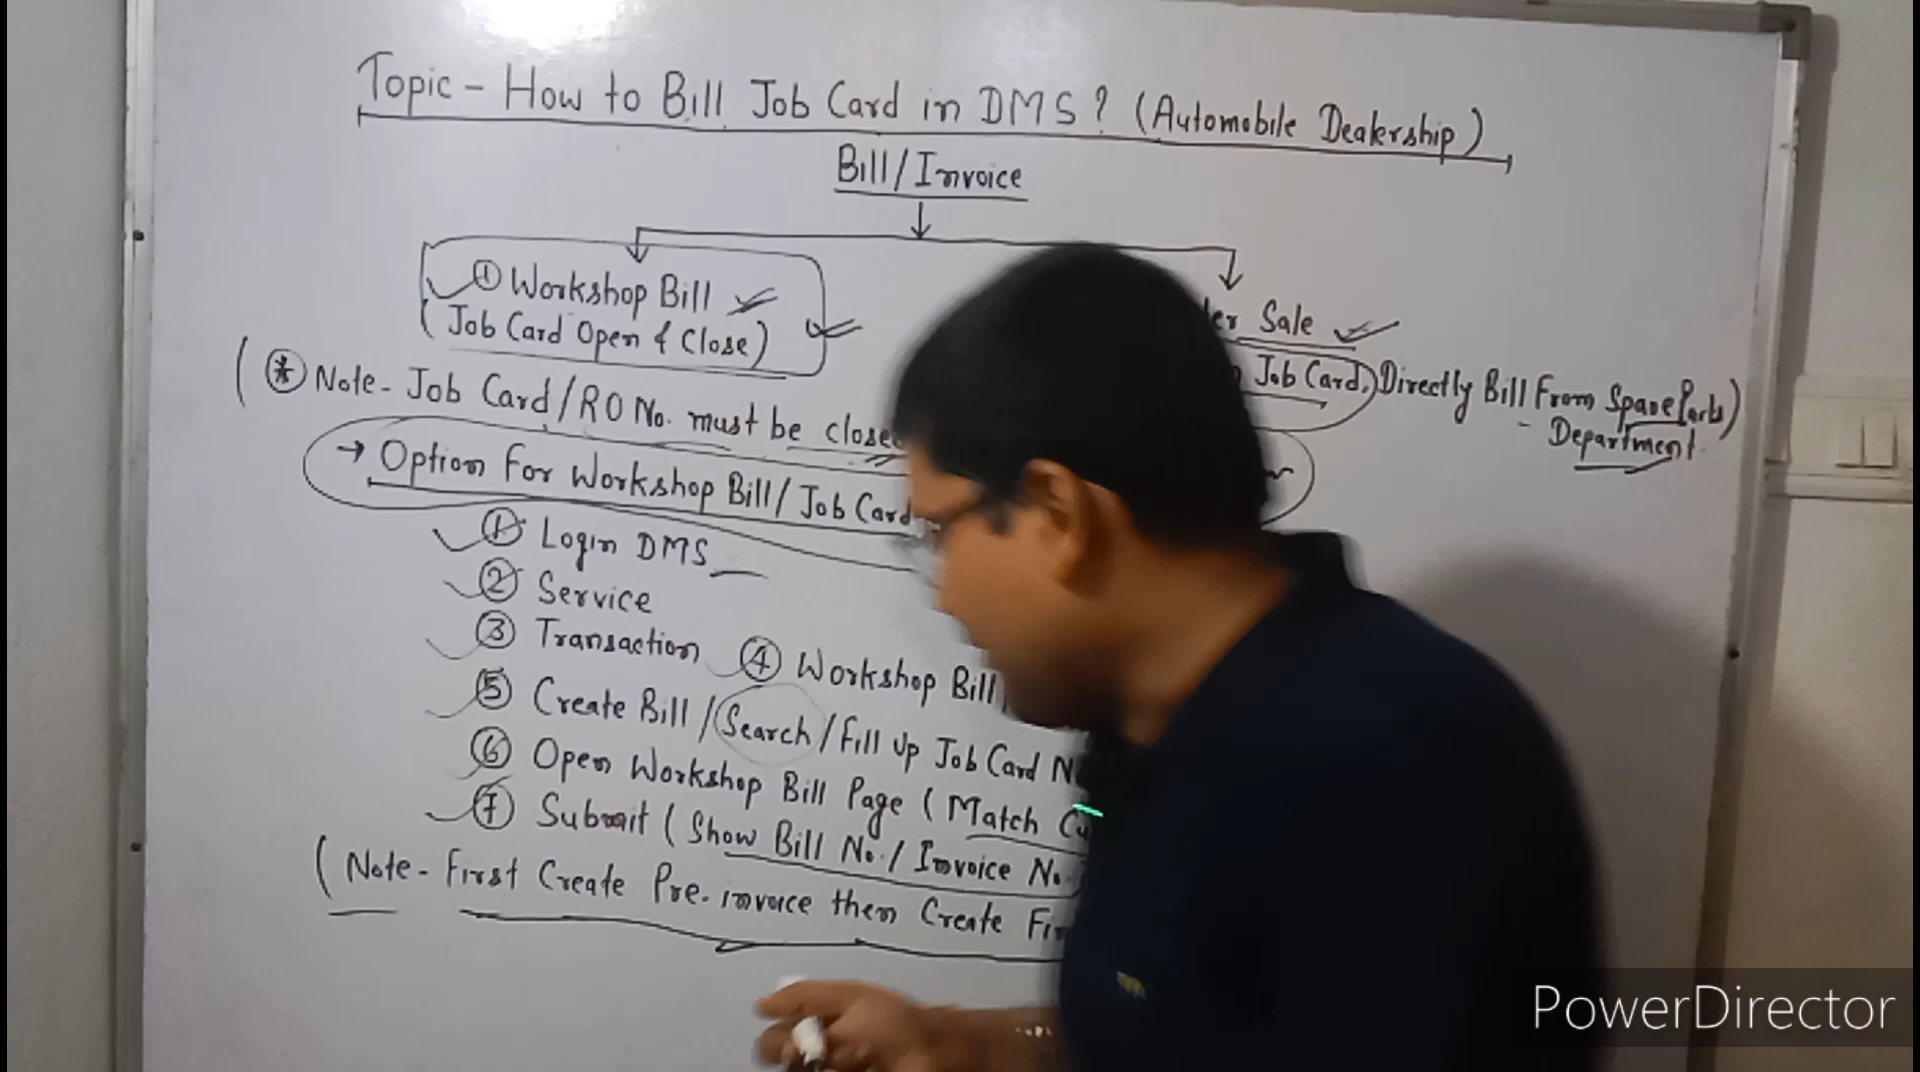 Topic - How to Bill Job Card in DMS? (Automobile Dealership)
Bill/Invoice
① Workshop Bill
(Job Card Open & Close)
Sale
Job Card, Directly Bill From Spare Parts)
Department
(* Note - Job Card/RO No. must be close
→ Option For Workshop Bill/Job Card
① Login DMS
② Service
③ Transaction ④ Workshop Bill
⑤ Create Bill/Search/Fill Up Job Card N
⑥ Open Workshop Bill Page (Match Cu
⑦ Submit (Show Bill No./Invoice No.
(Note - First Create Pre-invoice then Create Fin
PowerDirector